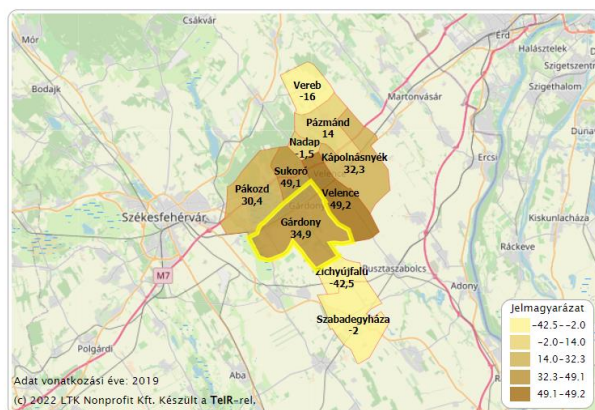 Csákvár
Mór
Érd
Halásztelek
Szigetszentm
Bodajk
Szigethalom
Martonvásár
Vereb
-16
Pázmánd
14
Nadap
-1,5
Kápolnásnyék
32,3
Ercsi
Duna
Sukoró
49,1
Pákozd
30,4
Velence
49,2
Székesfehérvár
Gárdony
34,9
Kiskunlacháza
Ráckeve
M7
Zichyújfalu
-42,5
Pusztaszabolcs
Adony
Szabadegyháza
-2
Polgárdi
Aba
Jelmagyarázat
-42.5--2.0
-2.0-14.0
14.0-32.3
32.3-49.1
49.1-49.2
Adat vonatkozási éve: 2019
(c) 2022 LTK Nonprofit Kft. Készült a TeIR-rel,